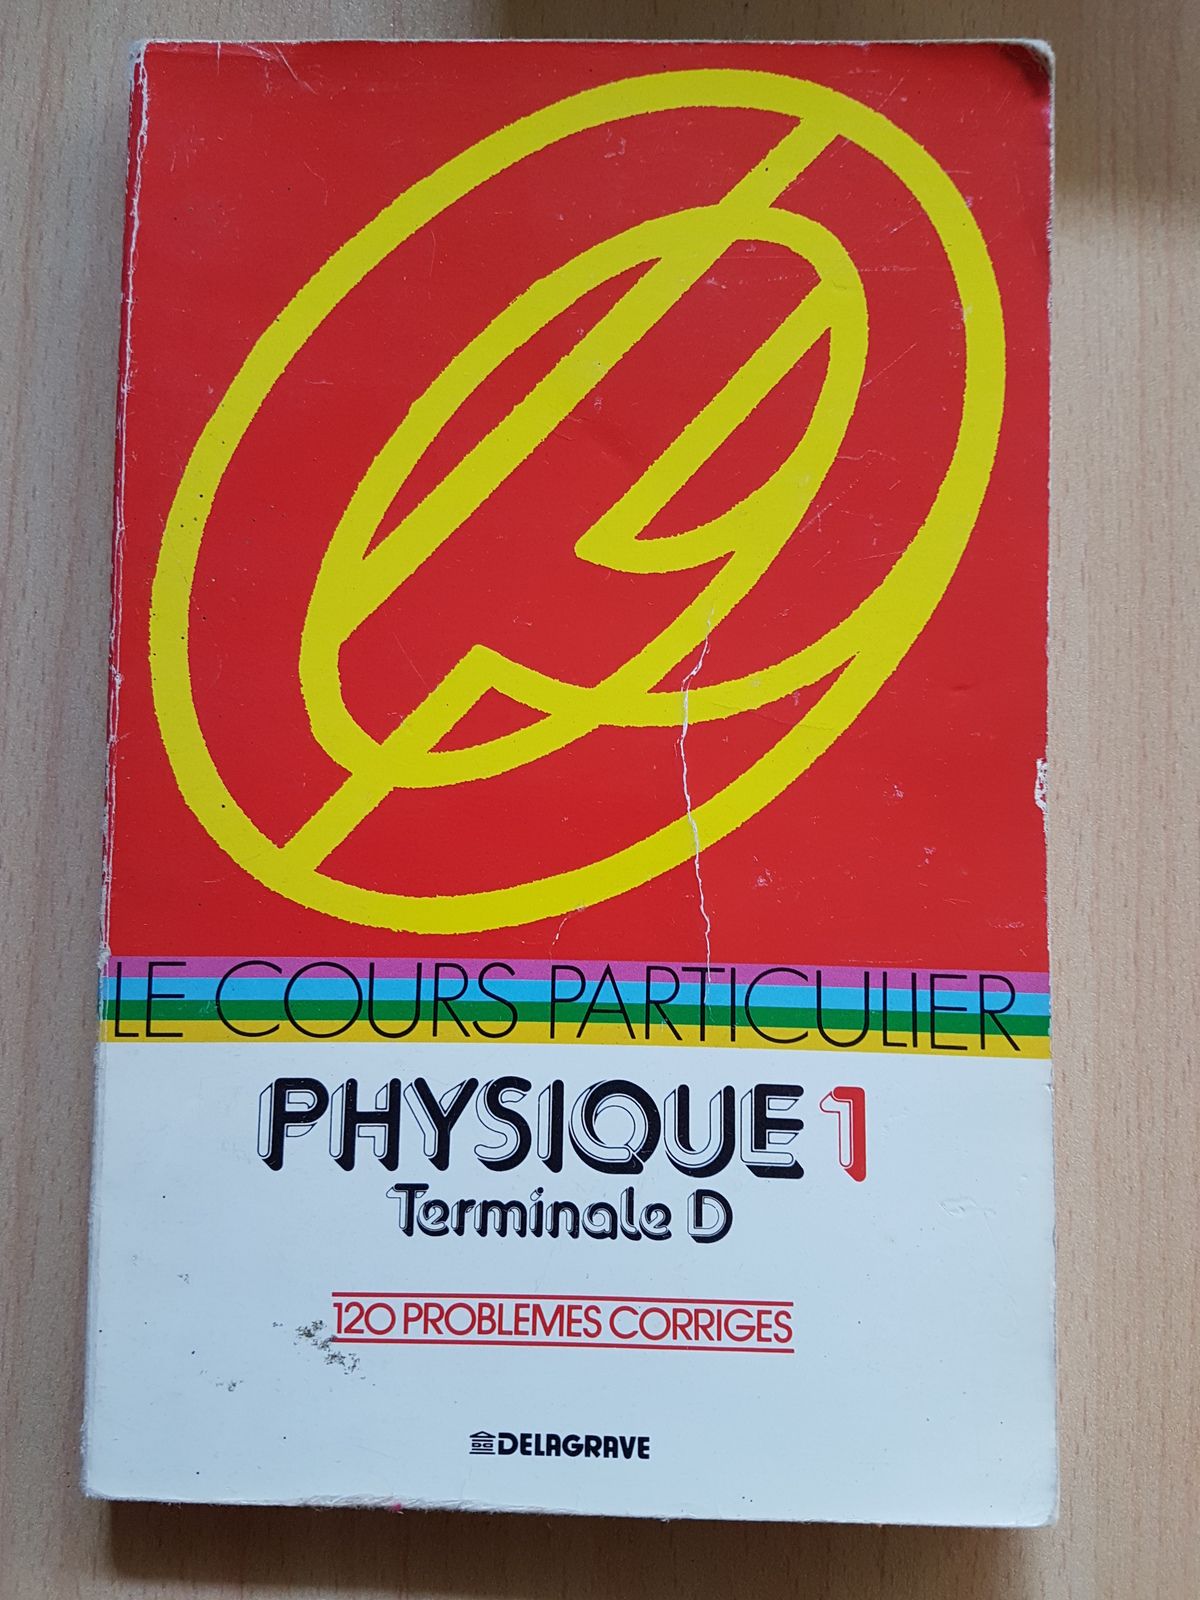 LE COURS PARTICULIER
PHYSIQUE 1
Terminale D
120 PROBLEMES CORRIGES
DELAGRAVE